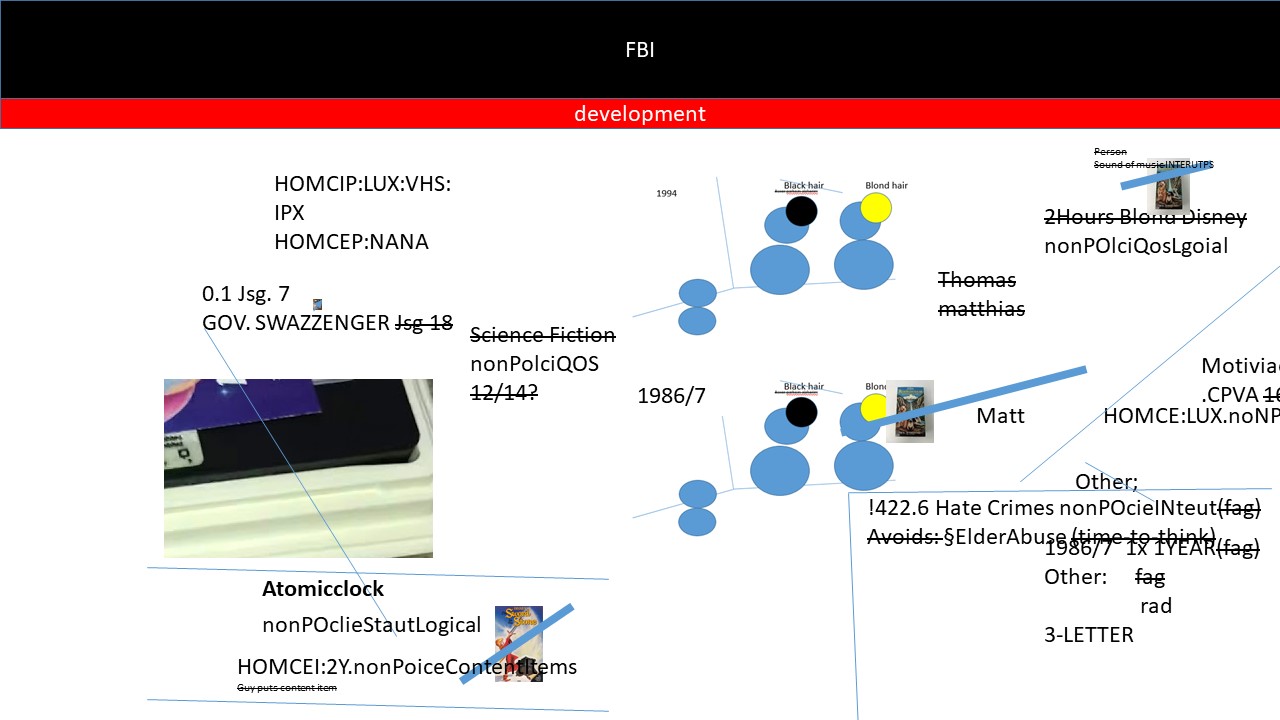 FBI
development
HOMCIP:LUX:VHS:
IPX
HOMCEP:NANA
0.1 Jsg. 7
GOV. SWAZZENGER Jsg 18
Science Fiction
nonPolciQOS
12/14?
1994
Black hair
Blond hair
Person
Sound of musicINTERUTPS
2Hours Blond Disney
nonPOlciQosLgoial
Thomas
matthias
1986/7
Black hair
Blond
Matt
Motiviac
.CPVA 16
HOMCE:LUX.noNP
Other;
!422.6 Hate Crimes nonPOcieINteut(fag)
Avoids: §ElderAbuse (time to think)
1986/7 1x 1YEAR(fag)
Other: fag
rad
3-LETTER
Atomicclock
nonPOclieStautLogical
HOMCEI:2Y.nonPoiceContentItems
Guy puts content item